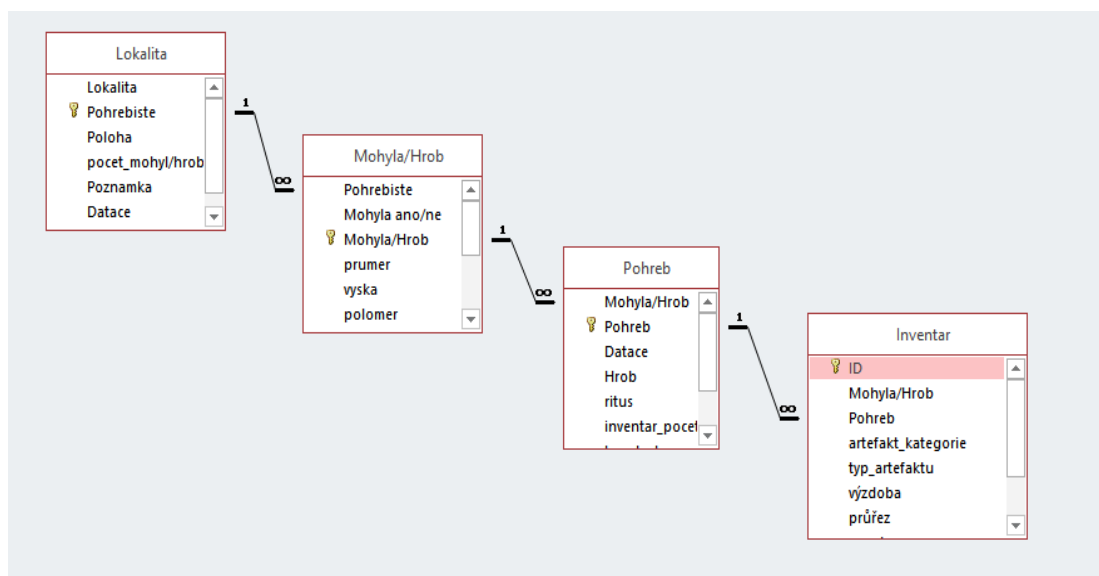 Lokalita
Lokalita
Pohrebiste
Poloha
pocet_mohyl/hrob
Poznamka
Datace
1
∞
Mohyla/Hrob
Pohrebiste
Mohyla ano/ne
Mohyla/Hrob
prumer
vyska
polomer
1
∞
Pohreb
Mohyla/Hrob
Pohreb
Datace
Hrob
ritus
inventar_pocet
1
∞
Inventar
ID
Mohyla/Hrob
Pohreb
artefakt_kategorie
typ_artefaktu
výzdoba
průřez